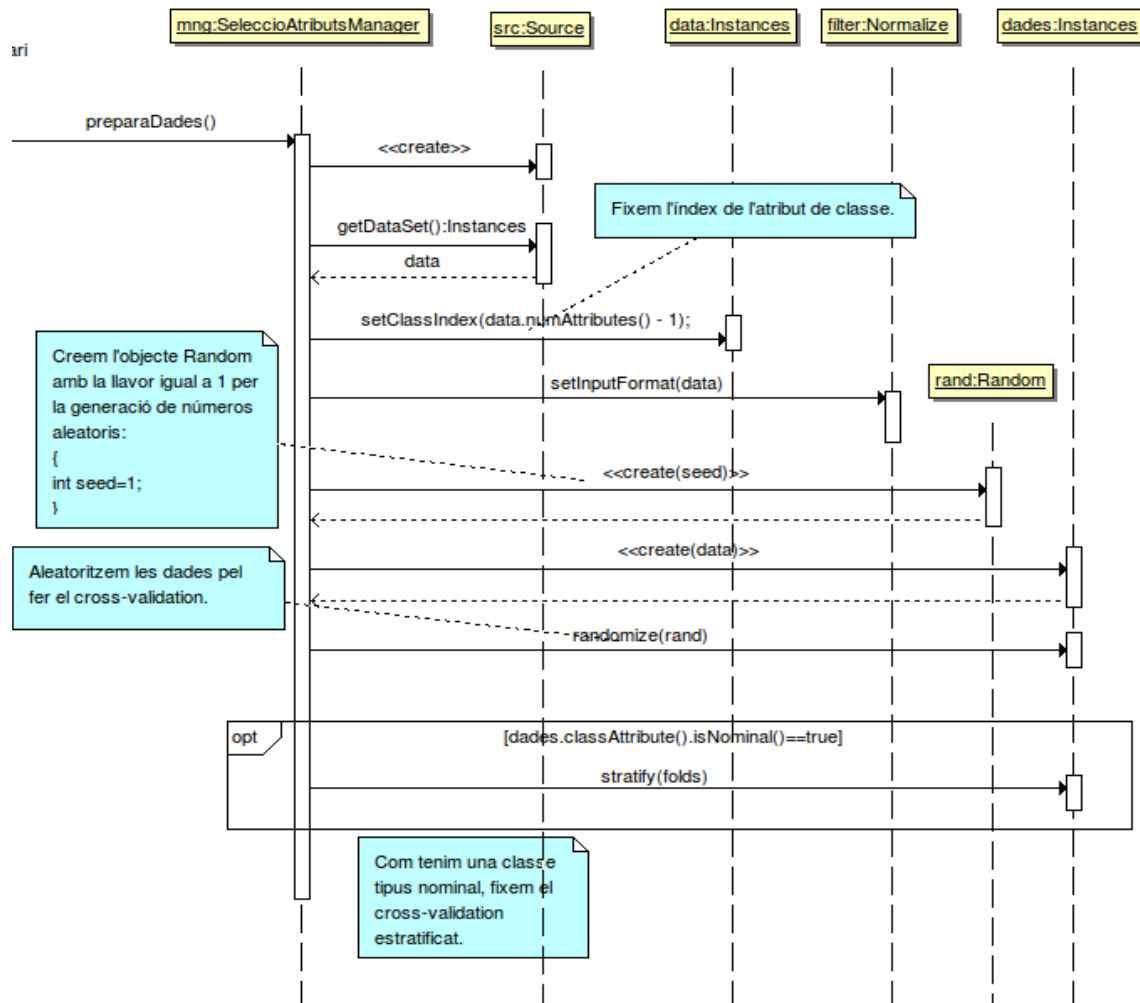 mng:SeleccioAtributsManager
src:Source
data:Instances
filter:Normalize
dades:Instances
ari
preparaDades()
<<create>>
Fixem l'índex de l'atribut de classe.
getDataSet():Instances
data
setClassIndex(data.numAttributes() - 1);
Creem l'objecte Random
amb la llavor igual a 1 per
la generació de números
aleatoris:
{
int seed=1;
}
setInputFormat(data)
rand:Random
<<create(seed)>>
<<create(data)>>
Aleatoritzem les dades pel
fer el cross-validation.
randomize(rand)
opt
[dades.classAttribute().isNominal()==true]
stratify(folds)
Com tenim una classe
tipus nominal, fixem el
cross-validation
estratificat.